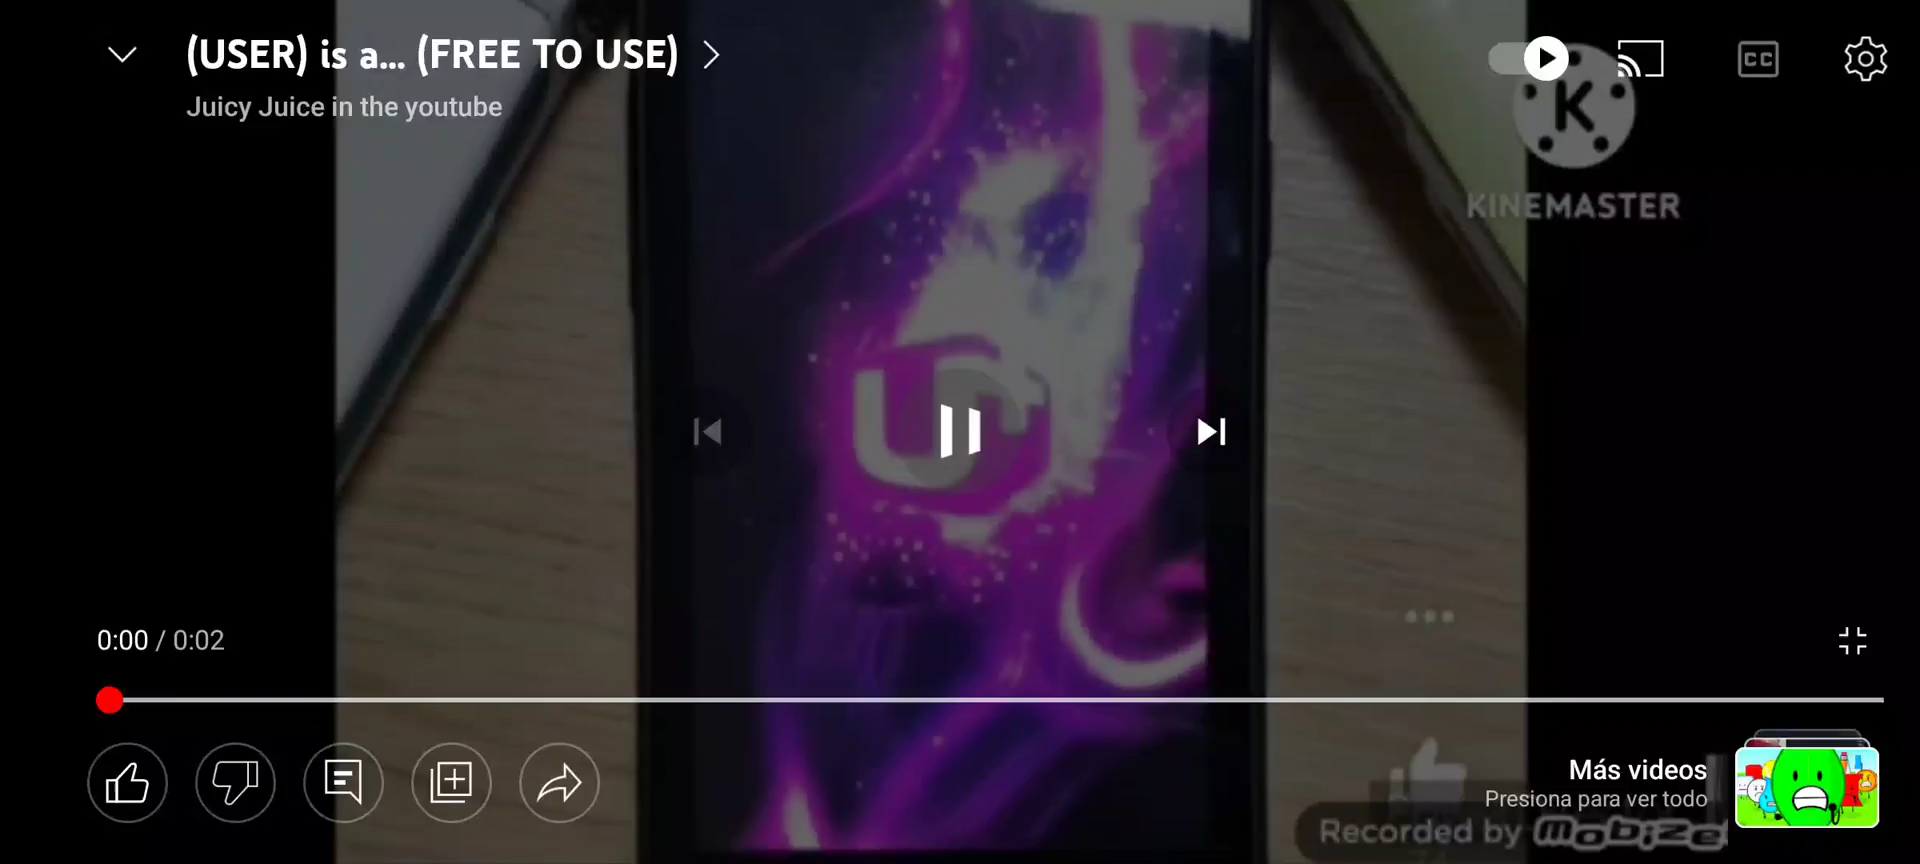 (USER) is a... (FREE TO USE)
Juicy Juice in the youtube
CC
K
KINEMASTER
0:00 / 0:02
Más videos
Presiona para ver todo
Recorded by Mobizen